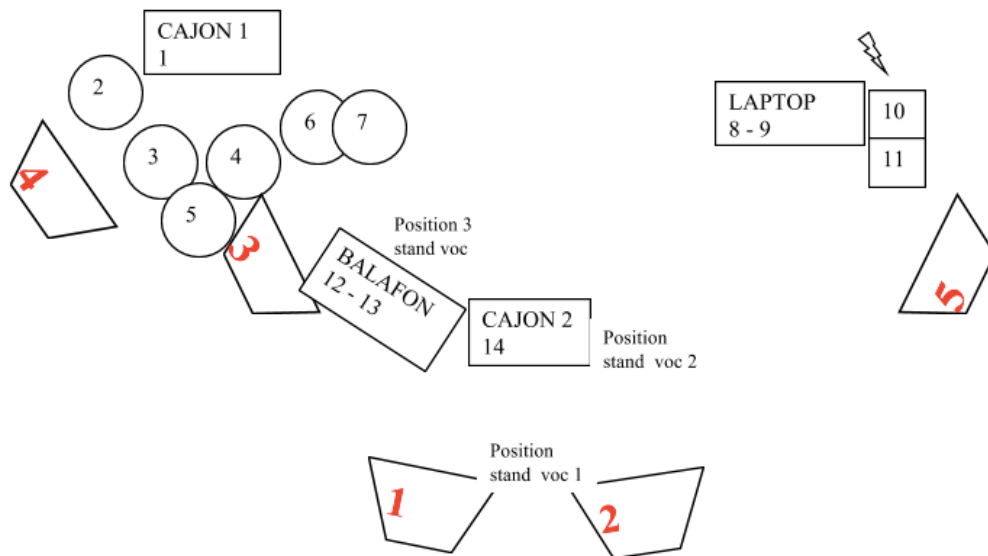 CAJON 1
1
2
3
4
5
6
7
LAPTOP
8 - 9
10
11
4
3
5
Position 3
stand voc
BALAFON
12 - 13
CAJON 2
14
Position
stand voc 2
Position
stand voc 1
1
2